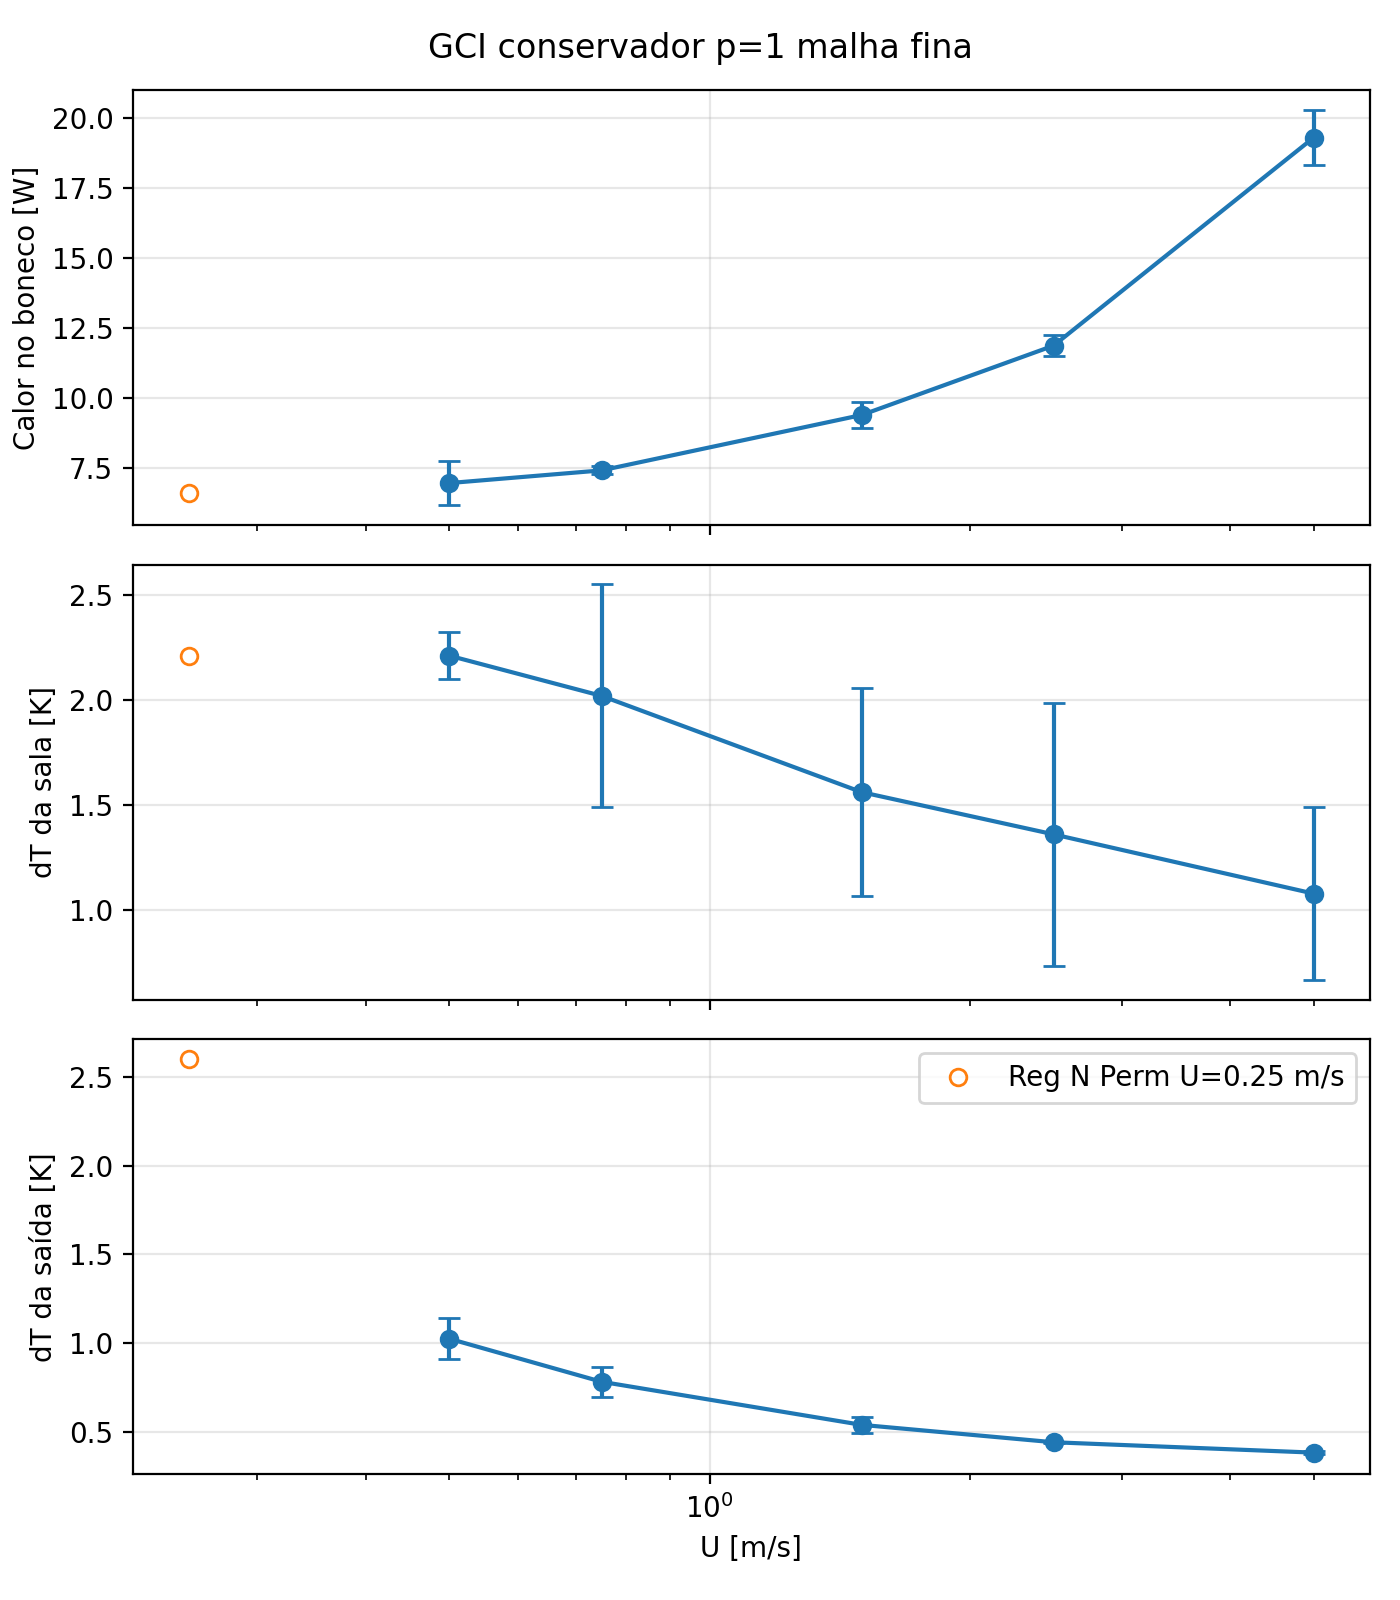 GCI conservador p=1 malha fina
Calor no boneco [W]
20.0
17.5
15.0
12.5
10.0
7.5
dT da sala [K]
2.5
2.0
1.5
1.0
dT da saída [K]
2.5
2.0
1.5
1.0
0.5
Reg N Perm U=0.25 m/s
10⁰
U [m/s]